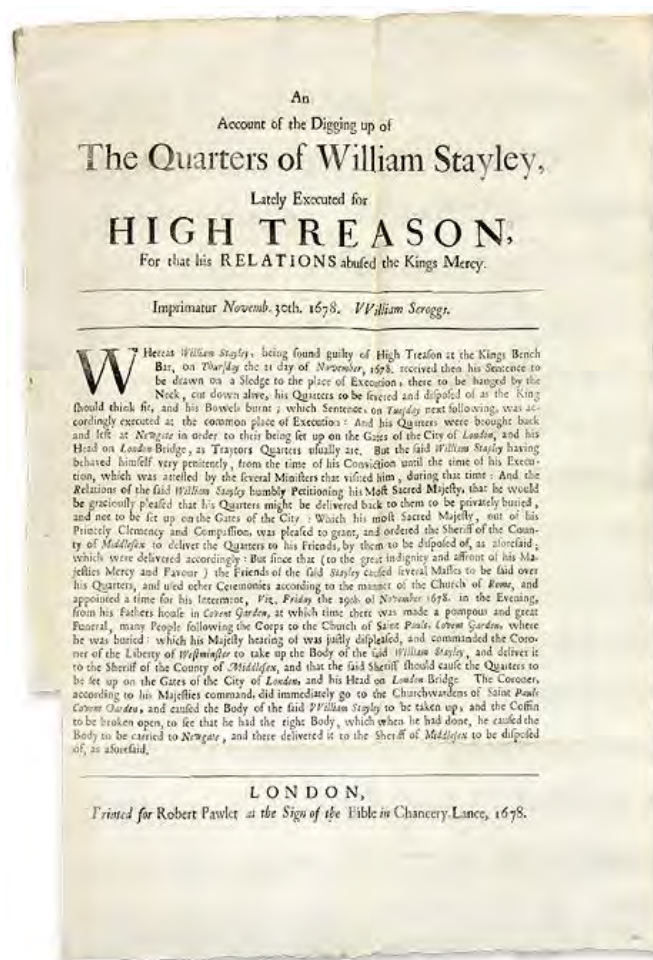 An
Account of the Digging up of
The Quarters of William Stayley,
Lately Executed for
HIGH TREASON,
For that his RELATIONS abused the Kings Mercy.
Imprimatur Novemb. 30th. 1678. VVilliam Scroggs.
WHereas William Stayley, being found guilty of High Treason at the Kings Bench
Bar, on Thursday the 21 day of November, 1678. received then his Sentence to
be drawn on a Sledge to the place of Execution, there to be hanged by the
Neck, cut down alive, his Quarters to be severed and disposed of as the King
should think fit, and his Bowels burnt; which Sentence, on Tuesday next following, was ac-
cordingly executed at the common place of Execution: And his Quarters were brought back
and left at Newgate in order to their being set up on the Gates of the City of London, and his
Head on London Bridge, as Traytors Quarters usually are. But the said William Stayley having
behaved himself very penitently, from the time of his Conviction until the time of his Execu-
tion, which was attested by the several Ministers that visited him, during that time: And the
Relations of the said William Stayley humbly Petitioning his Most Sacred Majesty, that he would
be graciously pleased that his Quarters might be delivered back to them to be privately buried,
and not to be set up on the Gates of the City: Which his most Sacred Majesty, out of his
Princely Clemency and Compassion, was pleased to grant, and ordered the Sheriff of the Coun-
ty of Middlesex to deliver the Quarters to his Friends, by them to be disposed of, as aforesaid;
which were delivered accordingly: But since that (to the great indignity and affront of his Ma-
jesties Mercy and Favour) the Friends of the said Stayley caused several Masses to be said over
his Quarters, and used other Ceremonies according to the manner of the Church of Rome, and
appointed a time for his Interment, Viz. Friday the 29th of November 1678. in the Evening,
from his Fathers house in Covent Garden, at which time there was made a pompous and great
Funeral, many People following the Corps to the Church of Saint Pauls, Covent Garden, where
he was buried: which his Majesty hearing of was justly displeased, and commanded the Coro-
ner of the Liberty of Westminster to take up the Body of the said William Stayley, and deliver it
to the Sheriff of the County of Middlesex, and that the said Sheriff should cause the Quarters to
be set up on the Gates of the City of London, and his Head on London Bridge The Coroner,
according to his Majesties command, did immediately go to the Churchwardens of Saint Pauls
Covent Garden, and caused the Body of the said VVilliam Stayley to be taken up, and the Coffin
to be broken open, to see that he had the right Body, which when he had done, he caused the
Body to be carried to Newgate, and there delivered it to the Sheriff of Middlesex to be disposed
of, as aforesaid.
LONDON,
Printed for Robert Pawlet at the Sign of the Bible in Chancery-Lance, 1678.